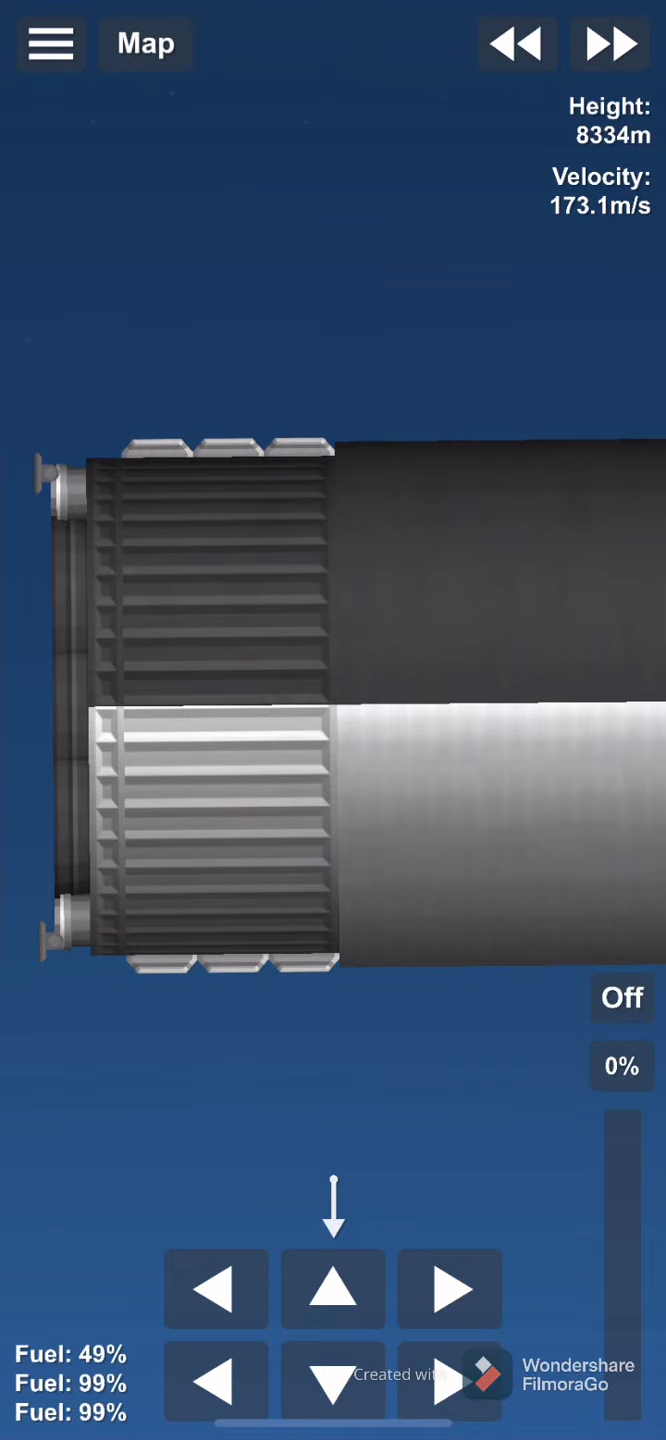 Map
Height:
8334m
Velocity:
173.1m/s
Off
0%
Fuel: 49%
Fuel: 99%
Fuel: 99%
Created with
Wondershare
FilmoraGo